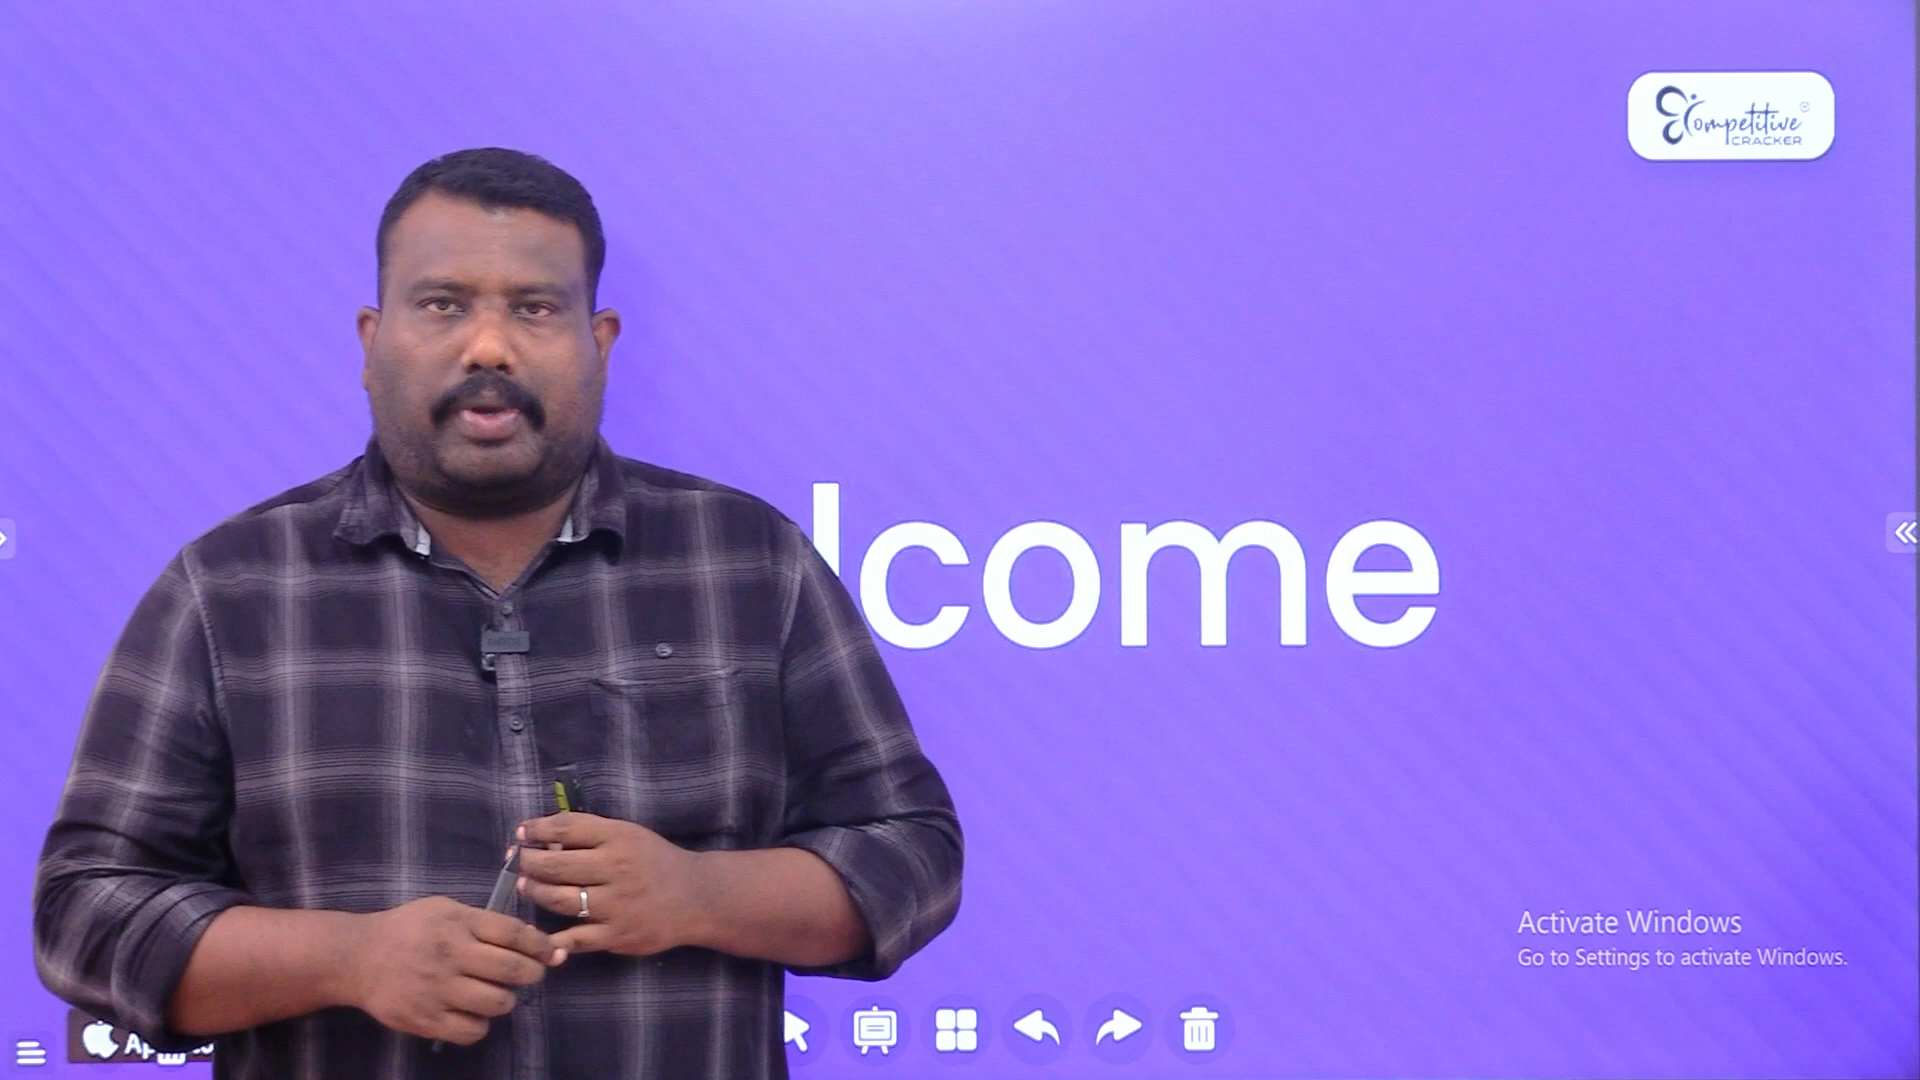 Competitive
CRACKER
lcome
Activate Windows
Go to Settings to activate Windows.